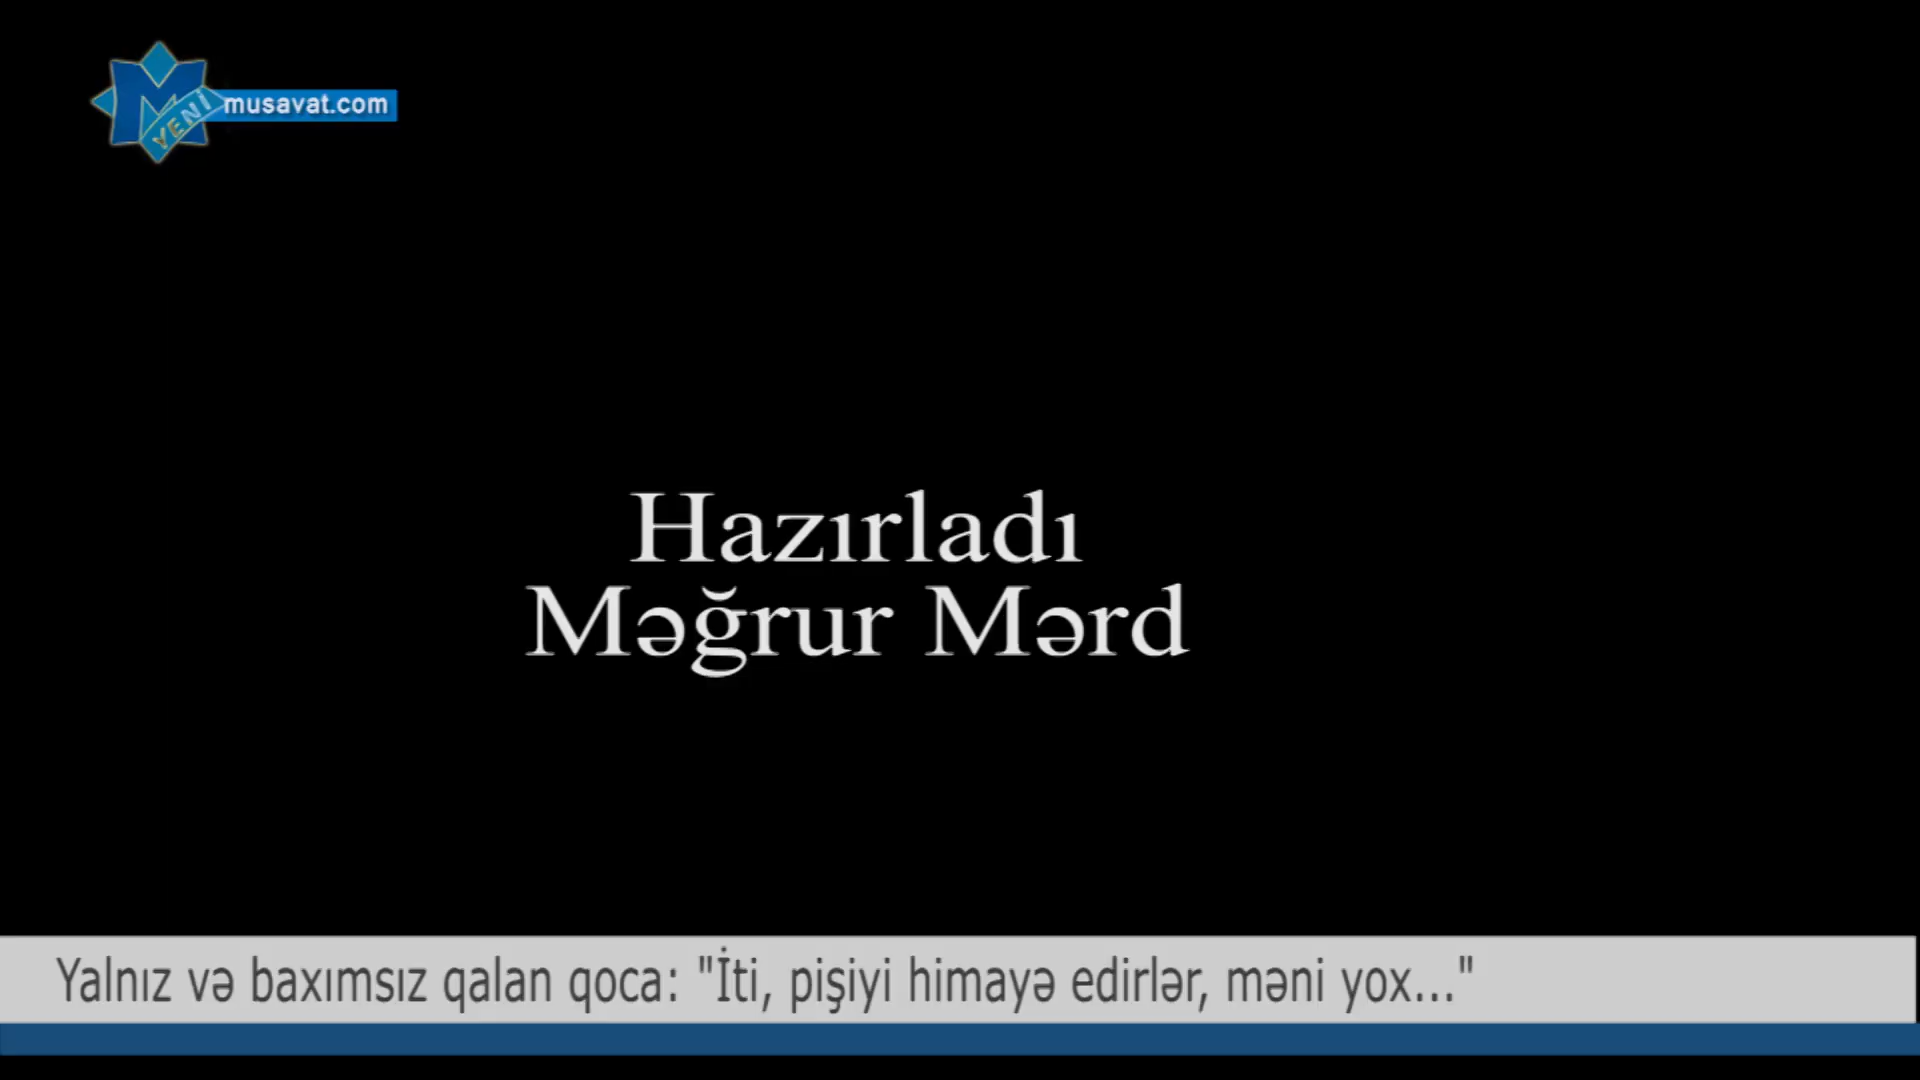 YENİ
musavat.com
Hazırladı
Məğrur Mərd
Yalnız və baxımsız qalan qoca: "İti, pişiyi himayə edirlər, məni yox..."